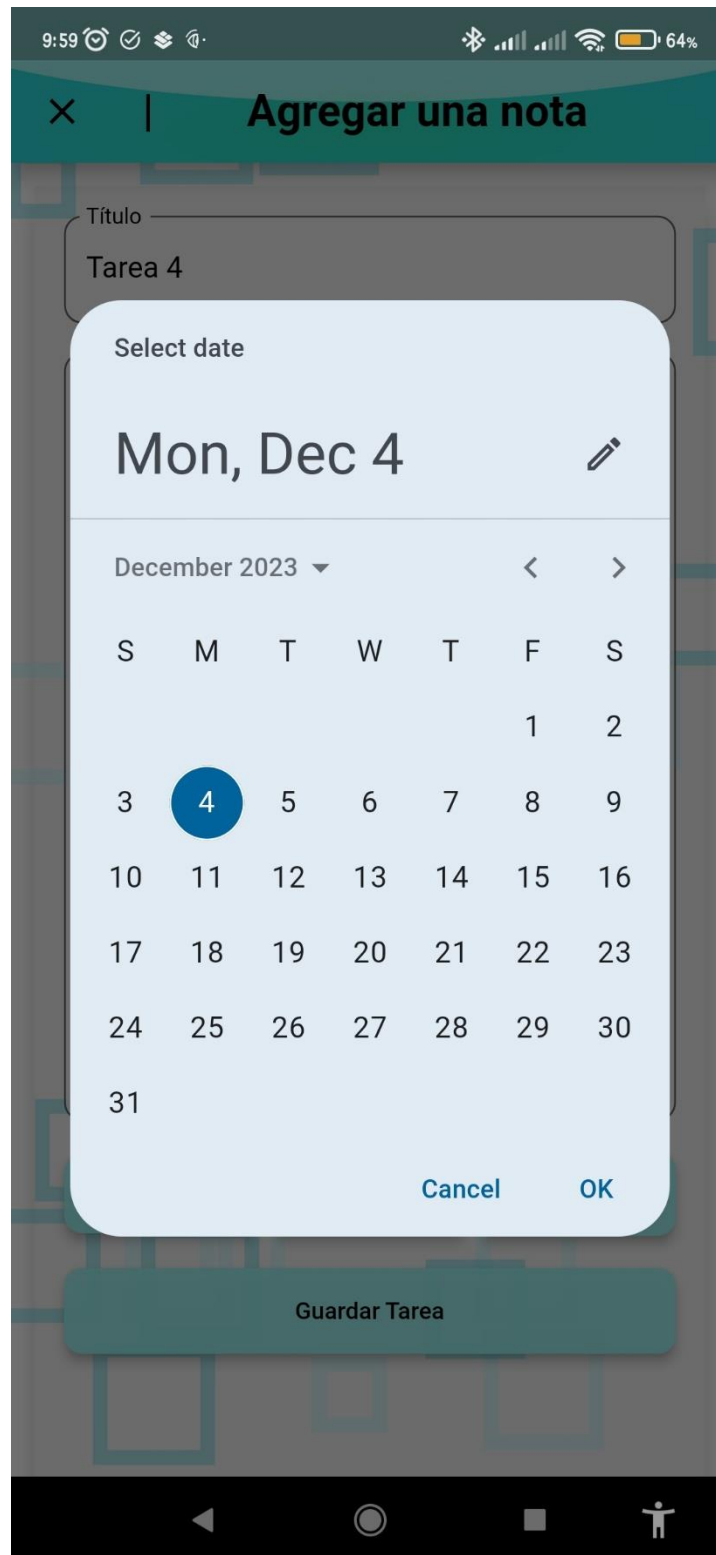 9:59 64%
Agregar una nota
Título
Tarea 4
Select date
Mon, Dec 4
December 2023
S M T W T F S
1 2
3 4 5 6 7 8 9
10 11 12 13 14 15 16
17 18 19 20 21 22 23
24 25 26 27 28 29 30
31
Cancel OK
Guardar Tarea